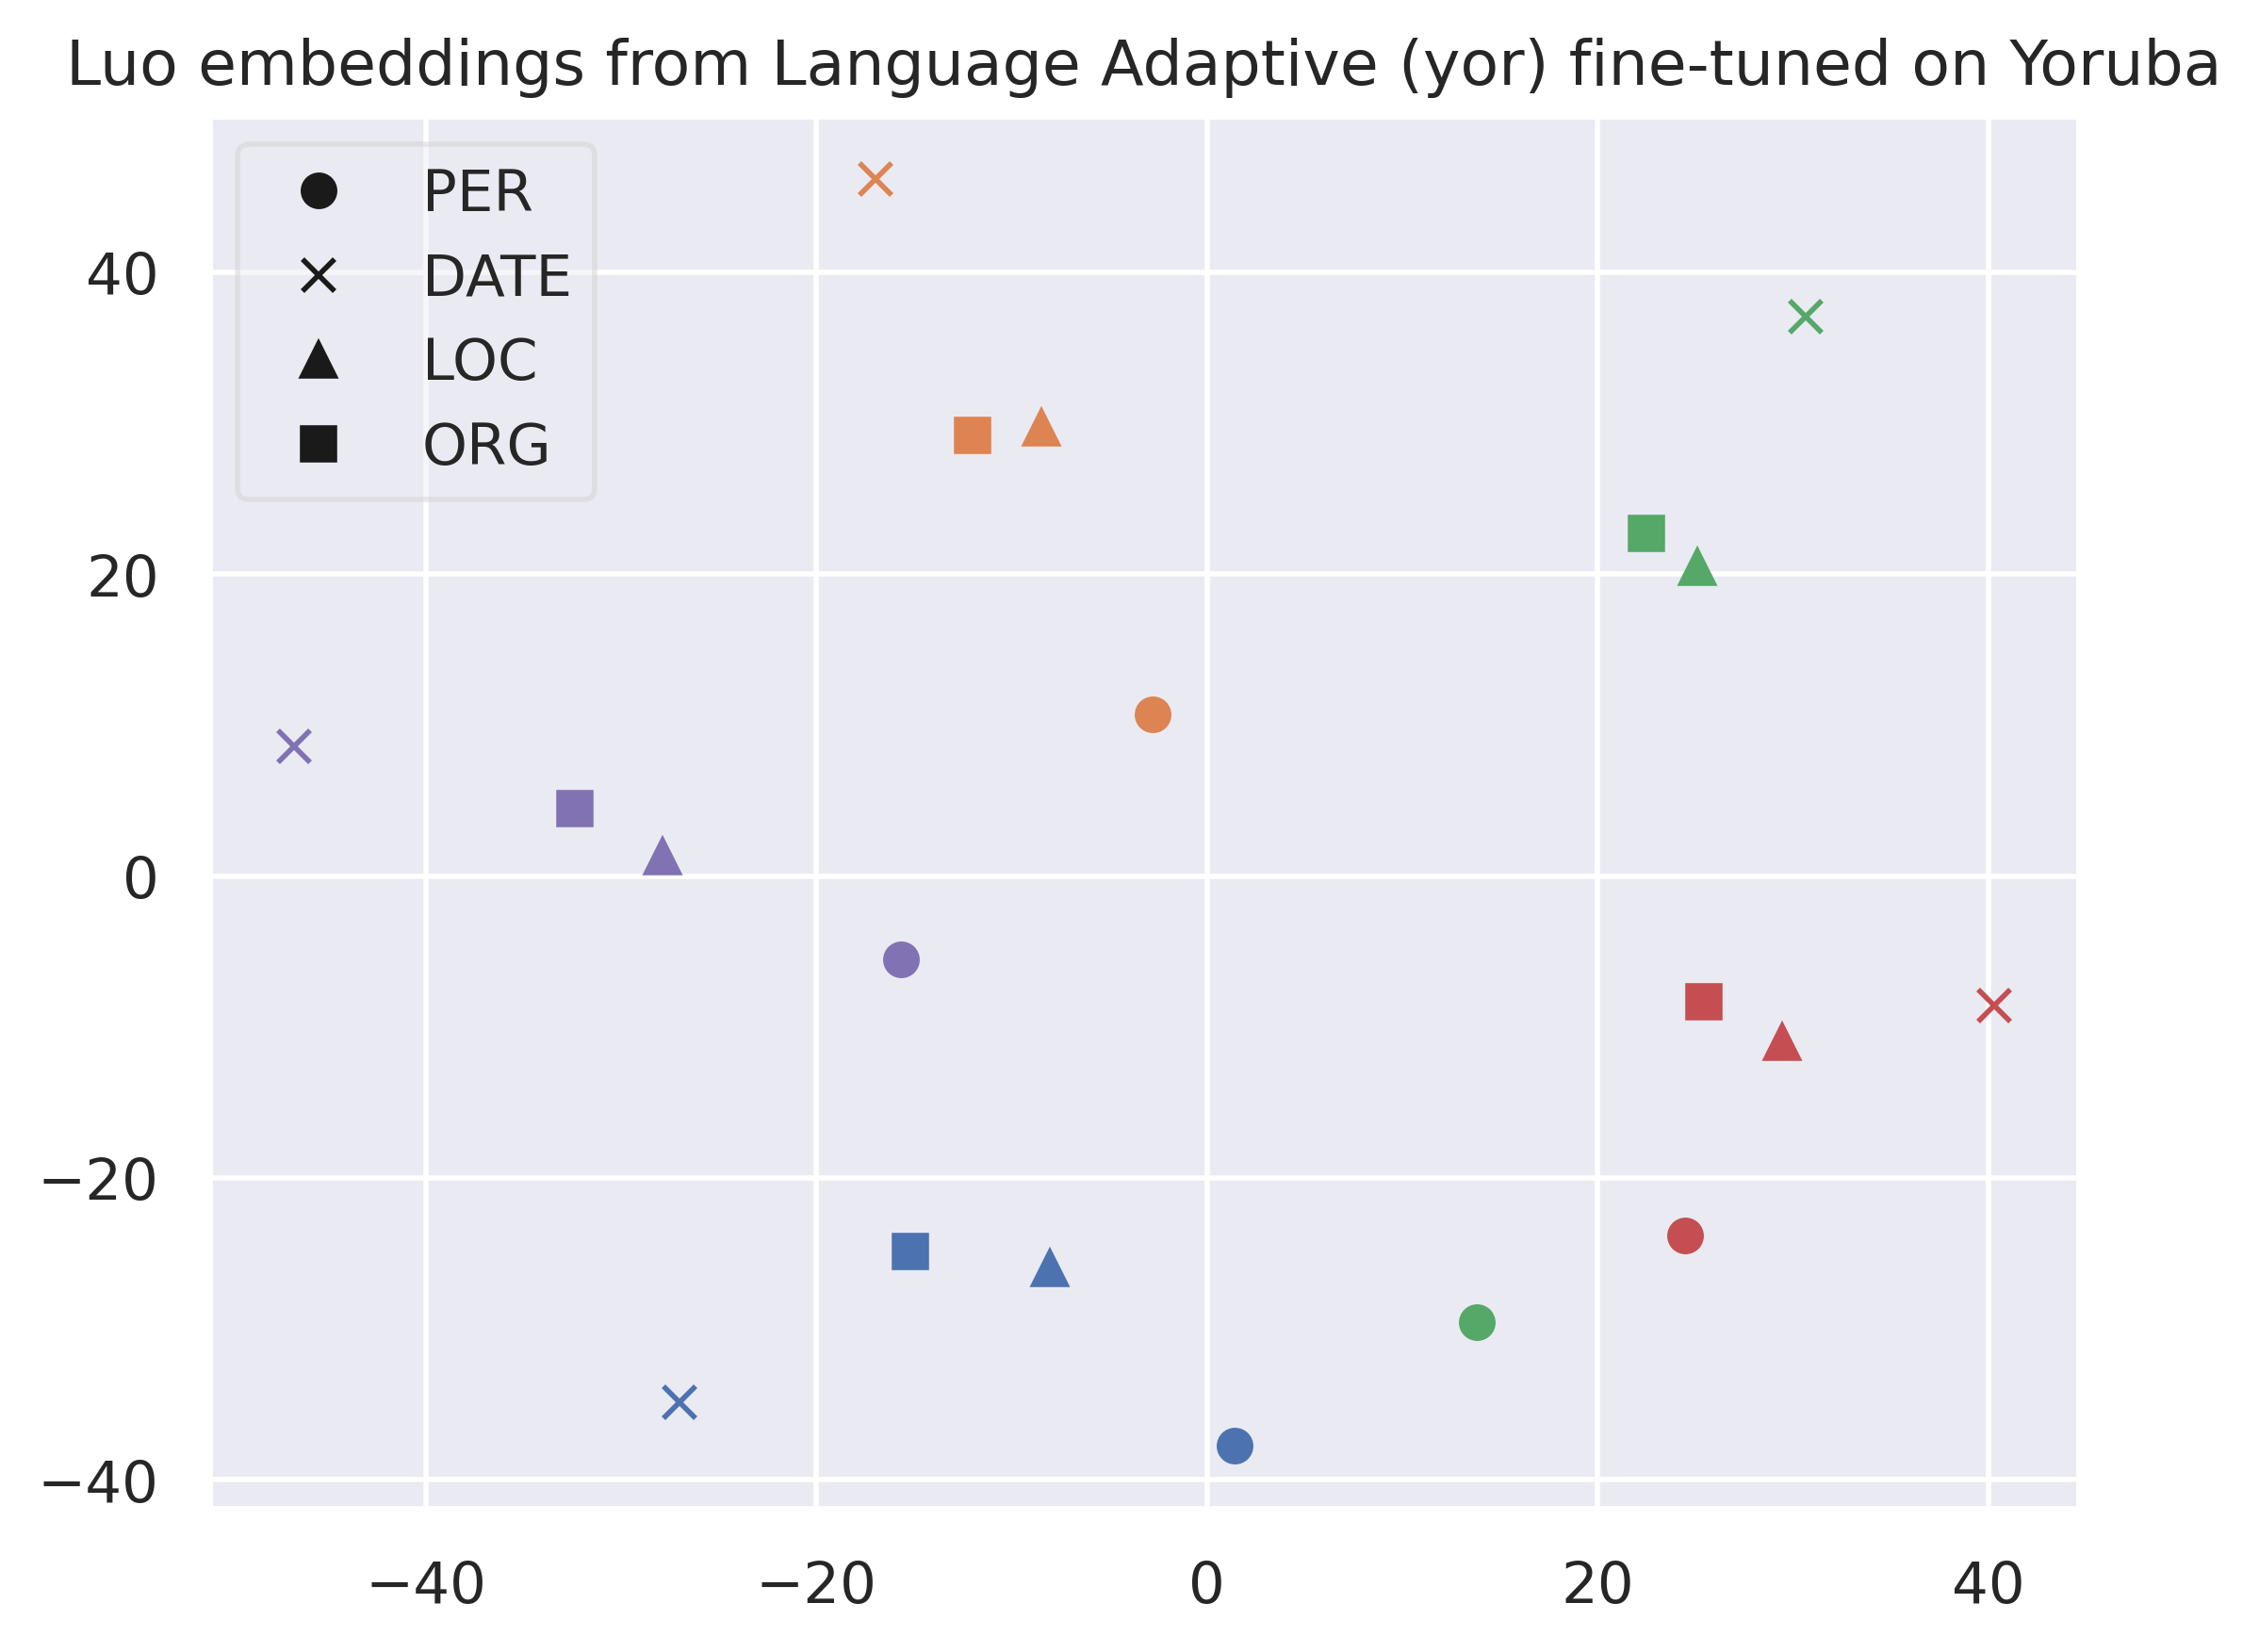 Luo embeddings from Language Adaptive (yor) fine-tuned on Yoruba
PER
DATE
LOC
ORG
40
20
0
−20
−40
−40 −20 0 20 40